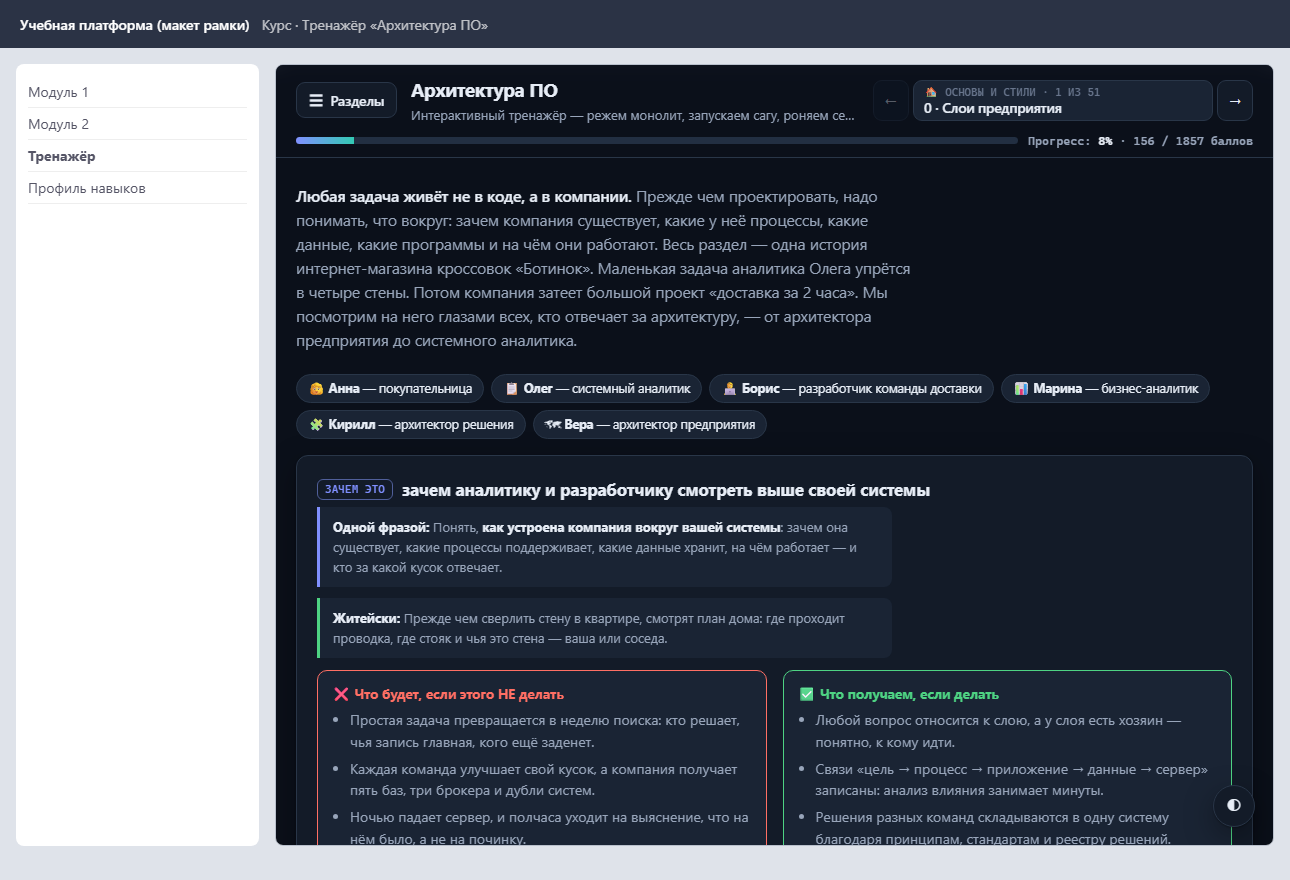 Учебная платформа (макет рамки) Курс · Тренажёр «Архитектура ПО»
Модуль 1
Модуль 2
Тренажёр
Профиль навыков
☰ Разделы
Архитектура ПО
Интерактивный тренажёр — режем монолит, запускаем сагу, роняем се...
←
ОСНОВЫ И СТИЛИ · 1 ИЗ 51
0 · Слои предприятия
→
Прогресс: 8% · 156 / 1857 баллов
Любая задача живёт не в коде, а в компании. Прежде чем проектировать, надо
понимать, что вокруг: зачем компания существует, какие у неё процессы, какие
данные, какие программы и на чём они работают. Весь раздел — одна история
интернет-магазина кроссовок «Ботинок». Маленькая задача аналитика Олега упрётся
в четыре стены. Потом компания затеет большой проект «доставка за 2 часа». Мы
посмотрим на него глазами всех, кто отвечает за архитектуру, — от архитектора
предприятия до системного аналитика.
Анна — покупательница
Олег — системный аналитик
Борис — разработчик команды доставки
Марина — бизнес-аналитик
Кирилл — архитектор решения
Вера — архитектор предприятия
ЗАЧЕМ ЭТО зачем аналитику и разработчику смотреть выше своей системы
Одной фразой: Понять, как устроена компания вокруг вашей системы: зачем она
существует, какие процессы поддерживает, какие данные хранит, на чём работает — и
кто за какой кусок отвечает.
Житейски: Прежде чем сверлить стену в квартире, смотрят план дома: где проходит
проводка, где стояк и чья это стена — ваша или соседа.
❌ Что будет, если этого НЕ делать
• Простая задача превращается в неделю поиска: кто решает,
чья запись главная, кого ещё заденет.
• Каждая команда улучшает свой кусок, а компания получает
пять баз, три брокера и дубли систем.
• Ночью падает сервер, и полчаса уходит на выяснение, что на
нём было, а не на починку.
✅ Что получаем, если делать
• Любой вопрос относится к слою, а у слоя есть хозяин —
понятно, к кому идти.
• Связи «цель → процесс → приложение → данные → сервер»
записаны: анализ влияния занимает минуты.
• Решения разных команд складываются в одну систему
благодаря принципам, стандартам и реестру решений.